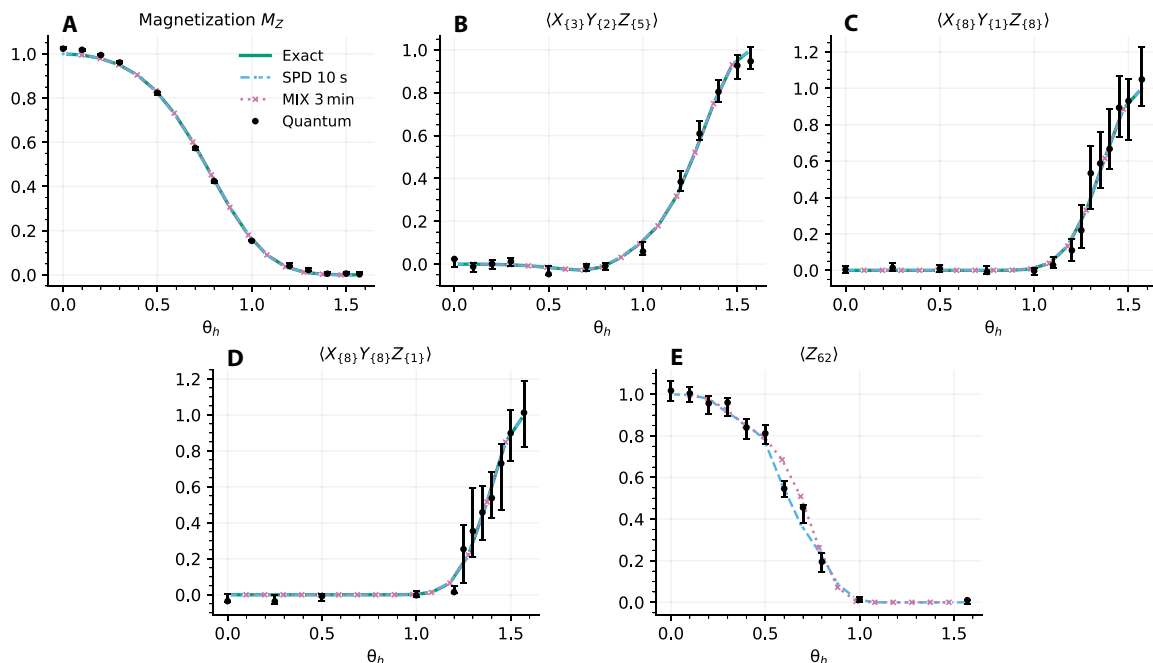 A
Magnetization M_Z
1.0
0.8
0.6
0.4
0.2
0.0
0.0 0.5 1.0 1.5
θ_h
Exact
SPD 10 s
MIX 3 min
Quantum
B
⟨X_{3}Y_{2}Z_{5}⟩
1.0
0.8
0.6
0.4
0.2
0.0
0.0 0.5 1.0 1.5
θ_h
C
⟨X_{8}Y_{1}Z_{8}⟩
1.2
1.0
0.8
0.6
0.4
0.2
0.0
0.0 0.5 1.0 1.5
θ_h
D
⟨X_{8}Y_{8}Z_{1}⟩
1.2
1.0
0.8
0.6
0.4
0.2
0.0
0.0 0.5 1.0 1.5
θ_h
E
⟨Z_62⟩
1.0
0.8
0.6
0.4
0.2
0.0
0.0 0.5 1.0 1.5
θ_h